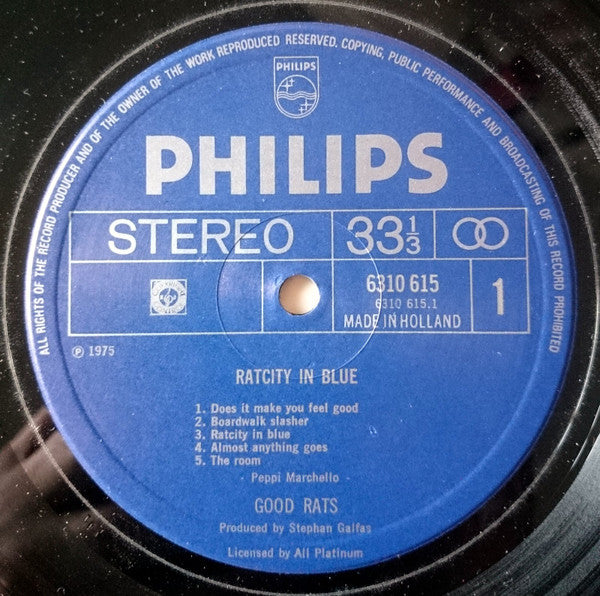 ALL RIGHTS OF THE RECORD PRODUCER AND OF THE OWNER OF THE WORK REPRODUCED RESERVED. COPYING, PUBLIC PERFORMANCE AND BROADCASTING OF THIS RECORD PROHIBITED
PHILIPS
PHILIPS
STEREO 33 1/3
6310 615
6310 615.1
MADE IN HOLLAND
1
℗ 1975
RATCITY IN BLUE
1. Does it make you feel good
2. Boardwalk slasher
3. Ratcity in blue
4. Almost anything goes
5. The room
- Peppi Marchello -
GOOD RATS
Produced by Stephan Galfas
Licensed by All Platinum